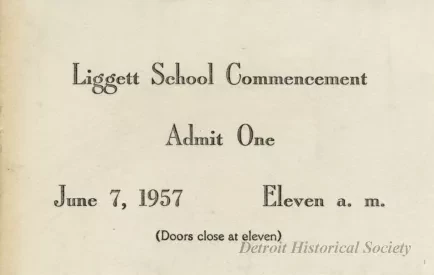 Liggett School Commencement
Admit One
June 7, 1957 Eleven a. m.
(Doors close at eleven)
Detroit Historical Society